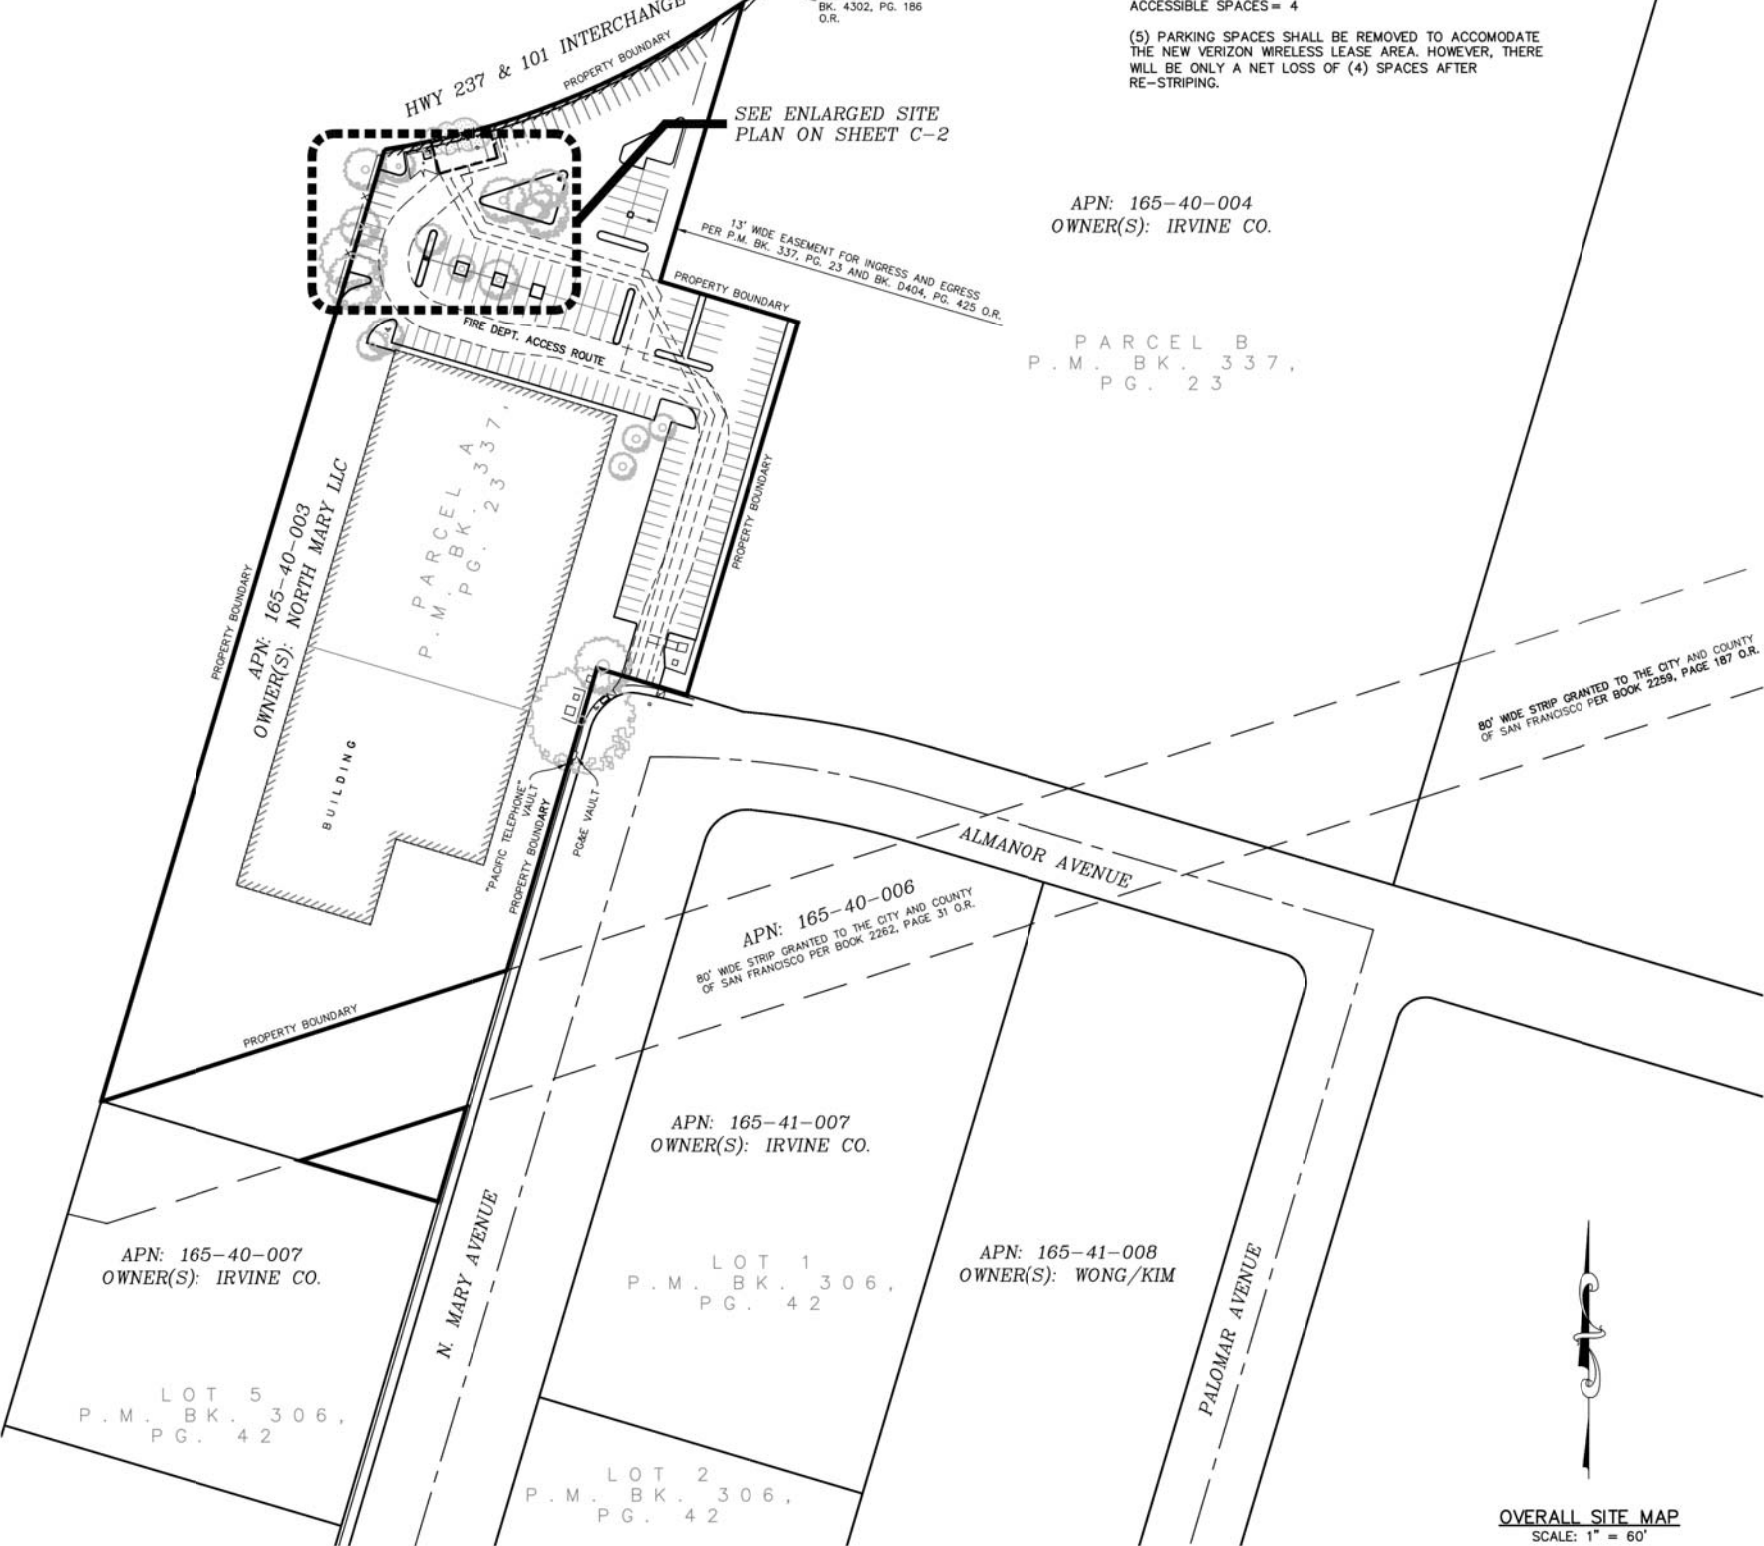 BK. 4302, PG. 186
O.R.
ACCESSIBLE SPACES = 4
(5) PARKING SPACES SHALL BE REMOVED TO ACCOMODATE
THE NEW VERIZON WIRELESS LEASE AREA. HOWEVER, THERE
WILL BE ONLY A NET LOSS OF (4) SPACES AFTER
RE-STRIPING.
HWY 237 & 101 INTERCHANGE
PROPERTY BOUNDARY
SEE ENLARGED SITE
PLAN ON SHEET C-2
APN: 165-40-004
OWNER(S): IRVINE CO.
13' WIDE EASEMENT FOR INGRESS AND EGRESS
PER P.M. BK. 337, PG. 23 AND BK. D404, PG. 425 O.R.
PROPERTY BOUNDARY
FIRE DEPT. ACCESS ROUTE
PARCEL B
P.M. BK. 337,
PG. 23
PARCEL A
P.M. BK. 337,
PG. 23
PROPERTY BOUNDARY
APN: 165-40-003
OWNER(S): NORTH MARY LLC
PROPERTY BOUNDARY
BUILDING
80' WIDE STRIP GRANTED TO THE CITY AND COUNTY
OF SAN FRANCISCO PER BOOK 2259, PAGE 187 O.R.
"PACIFIC TELEPHONE"
VAULT
PROPERTY BOUNDARY
PG&E VAULT
ALMANOR AVENUE
APN: 165-40-006
80' WIDE STRIP GRANTED TO THE CITY AND COUNTY
OF SAN FRANCISCO PER BOOK 2262, PAGE 31 O.R.
PROPERTY BOUNDARY
APN: 165-41-007
OWNER(S): IRVINE CO.
APN: 165-40-007
OWNER(S): IRVINE CO.
N. MARY AVENUE
LOT 1
P.M. BK. 306,
PG. 42
APN: 165-41-008
OWNER(S): WONG/KIM
PALOMAR AVENUE
LOT 5
P.M. BK. 306,
PG. 42
LOT 2
P.M. BK. 306,
PG. 42
OVERALL SITE MAP
SCALE: 1" = 60'